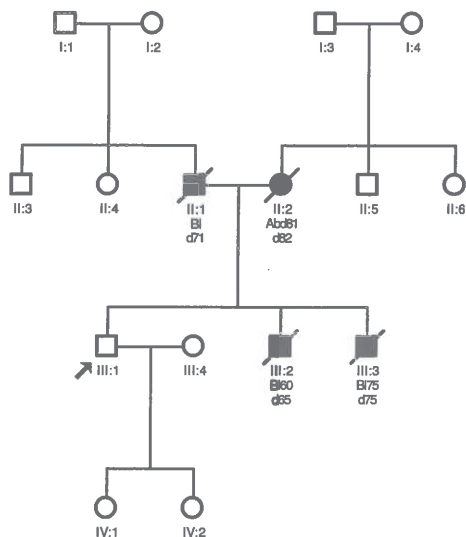 I:1 I:2 I:3 I:4
II:3 II:4 II:1 II:2 II:5 II:6
Bl Abd81
d71 d82
III:1 III:4 III:2 III:3
Bl60 Bl75
d65 d75
IV:1 IV:2